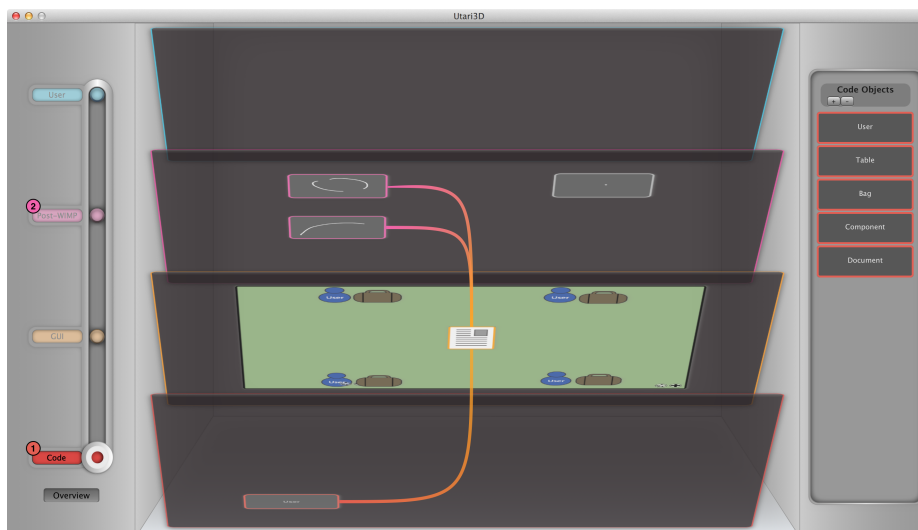 Utari3D
User
2
Post-WIMP
GUI
1
Code
Overview
User
User
User
User
User
Code Objects
+ -
User
Table
Bag
Component
Document